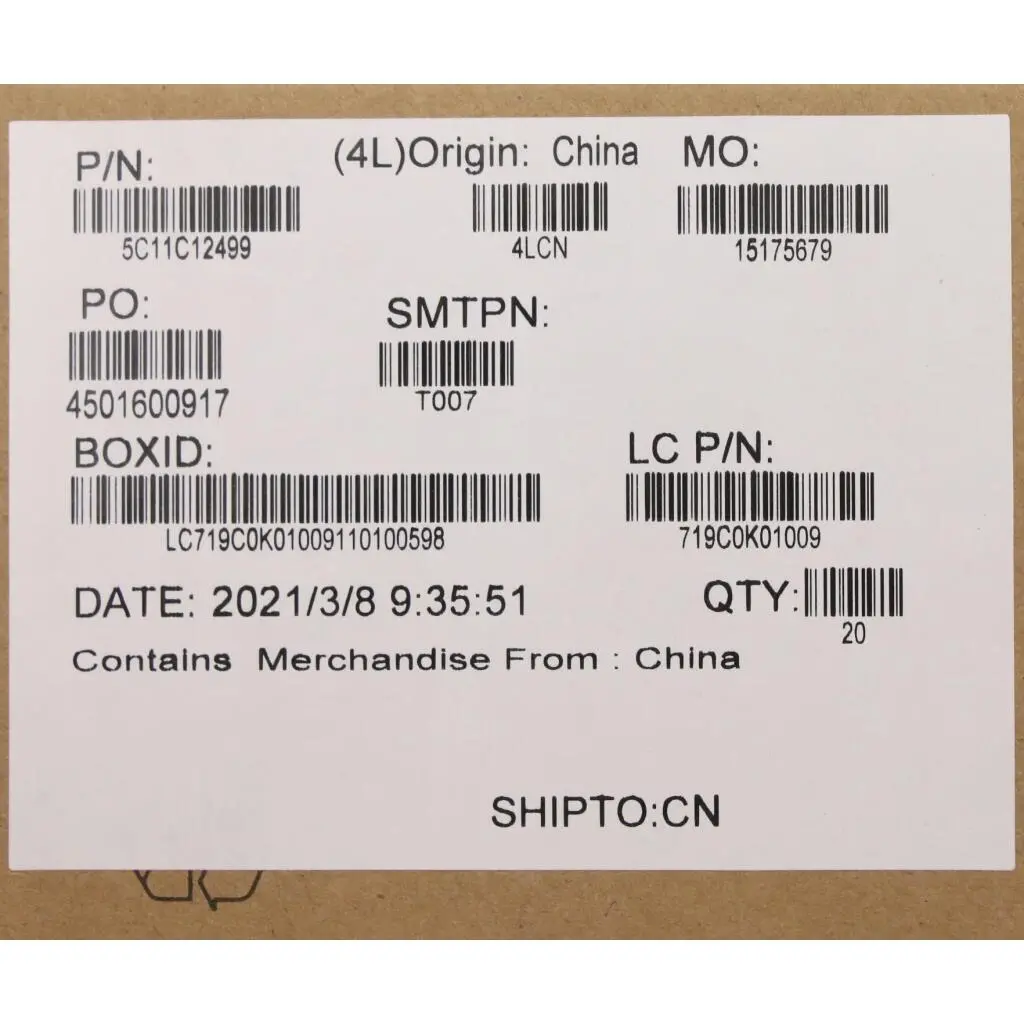 P/N: (4L)Origin: China MO:
5C11C12499 4LCN 15175679
PO: SMTPN:
4501600917 T007
BOXID: LC P/N:
LC719C0K01009110100598 719C0K01009
DATE: 2021/3/8 9:35:51 QTY:
20
Contains Merchandise From : China
SHIPTO:CN